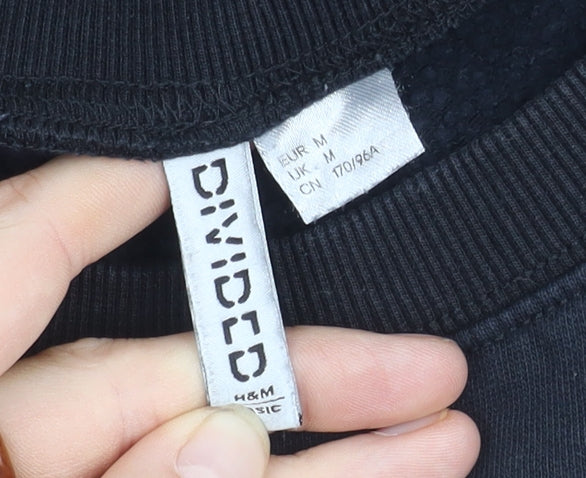 DIVIDED
H&M
EUR M
UK M
CN 170/96A